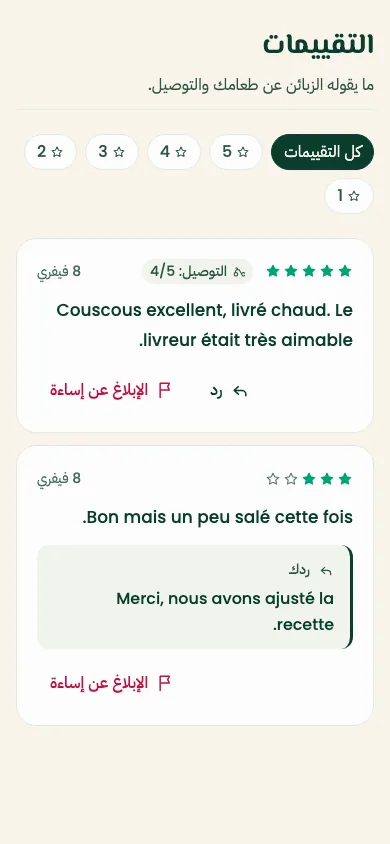 التقييمات
ما يقوله الزبائن عن طعامك والتوصيل.
كل التقييمات
5
4
3
2
1
التوصيل: 4/5
8 فيفري
Couscous excellent, livré chaud. Le
livreur était très aimable.
رد
الإبلاغ عن إساءة
8 فيفري
Bon mais un peu salé cette fois.
ردك
Merci, nous avons ajusté la
recette.
الإبلاغ عن إساءة